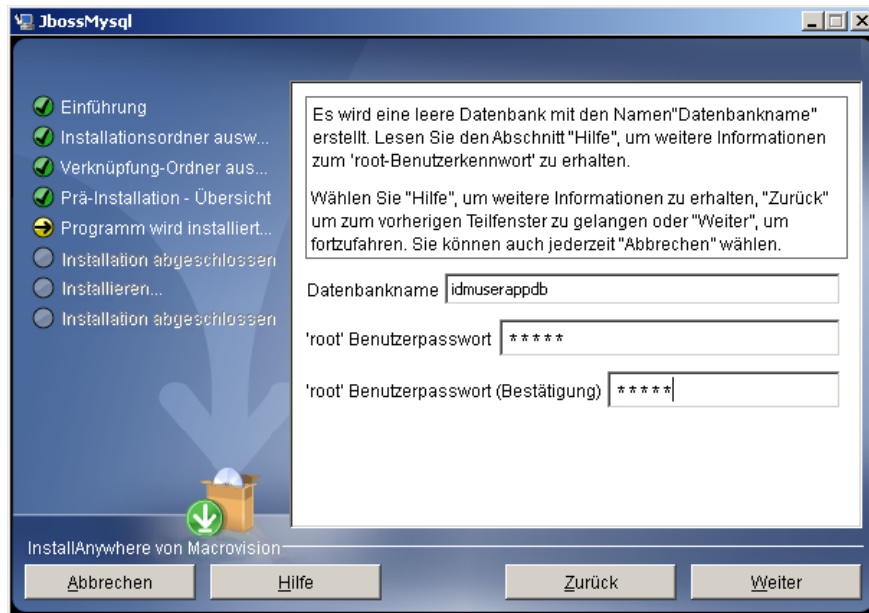 JbossMysql
Einführung
Installationsordner ausw...
Verknüpfung-Ordner aus...
Prä-Installation - Übersicht
Programm wird installiert...
Installation abgeschlossen
Installieren...
Installation abgeschlossen
Es wird eine leere Datenbank mit den Namen"Datenbankname"
erstellt. Lesen Sie den Abschnitt "Hilfe", um weitere Informationen
zum 'root-Benutzerkennwort' zu erhalten.
Wählen Sie "Hilfe", um weitere Informationen zu erhalten, "Zurück"
um zum vorherigen Teilfenster zu gelangen oder "Weiter", um
fortzufahren. Sie können auch jederzeit "Abbrechen" wählen.
Datenbankname idmuserappdb
'root' Benutzerpasswort *****
'root' Benutzerpasswort (Bestätigung) *****
InstallAnywhere von Macrovision
Abbrechen Hilfe Zurück Weiter